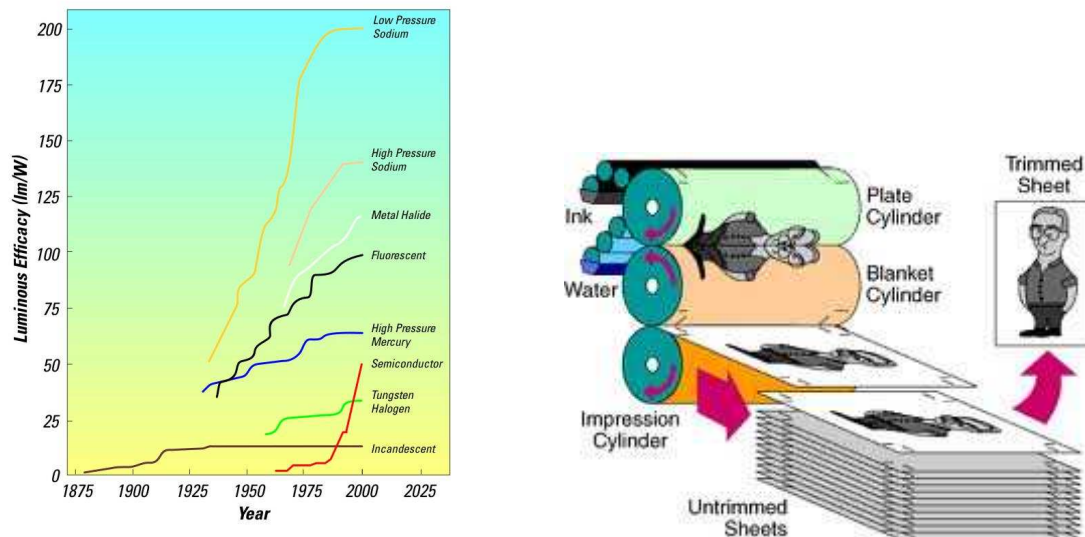 200
175
150
125
100
75
50
25
0
Luminous Efficacy (lm/W)
Low Pressure
Sodium
High Pressure
Sodium
Metal Halide
Fluorescent
High Pressure
Mercury
Semiconductor
Tungsten
Halogen
Incandescent
1875 1900 1925 1950 1975 2000 2025
Year
Ink
Water
Plate
Cylinder
Blanket
Cylinder
Impression
Cylinder
Untrimmed
Sheets
Trimmed
Sheet